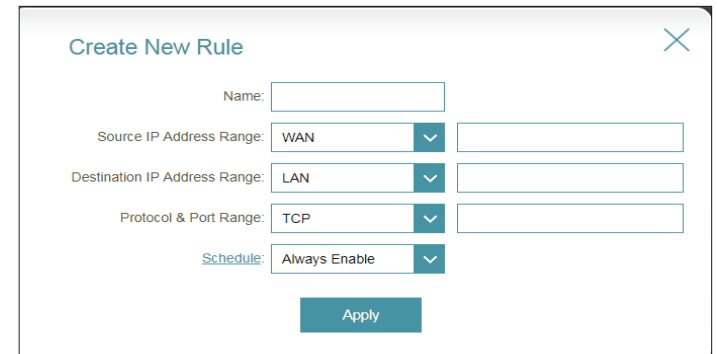 Create New Rule
Name:
Source IP Address Range: WAN
Destination IP Address Range: LAN
Protocol & Port Range: TCP
Schedule: Always Enable
Apply